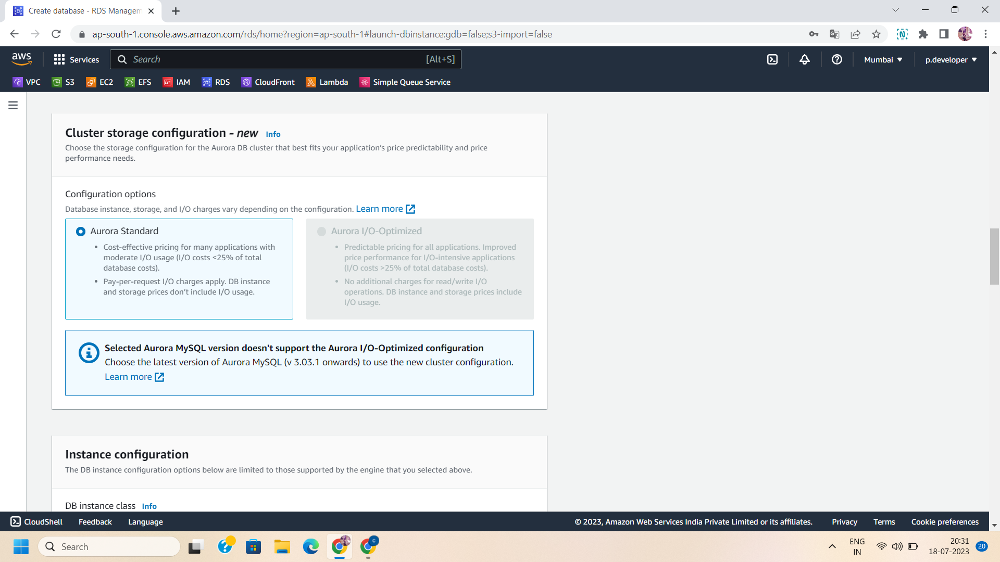 Create database - RDS Managem
ap-south-1.console.aws.amazon.com/rds/home?region=ap-south-1#launch-dbinstance:gdb=false;s3-import=false
aws
Services
Search
[Alt+S]
Mumbai
p.developer
VPC
S3
EC2
EFS
IAM
RDS
CloudFront
Lambda
Simple Queue Service
Cluster storage configuration - new Info
Choose the storage configuration for the Aurora DB cluster that best fits your application's price predictability and price
performance needs.
Configuration options
Database instance, storage, and I/O charges vary depending on the configuration. Learn more
Aurora Standard
• Cost-effective pricing for many applications with
moderate I/O usage (I/O costs <25% of total
database costs).
• Pay-per-request I/O charges apply. DB instance
and storage prices don't include I/O usage.
Aurora I/O-Optimized
• Predictable pricing for all applications. Improved
price performance for I/O-intensive applications
(I/O costs >25% of total database costs).
• No additional charges for read/write I/O
operations. DB instance and storage prices include
I/O usage.
Selected Aurora MySQL version doesn't support the Aurora I/O-Optimized configuration
Choose the latest version of Aurora MySQL (v 3.03.1 onwards) to use the new cluster configuration.
Learn more
Instance configuration
The DB instance configuration options below are limited to those supported by the engine that you selected above.
DB instance class Info
CloudShell
Feedback
Language
© 2023, Amazon Web Services India Private Limited or its affiliates.
Privacy
Terms
Cookie preferences
Search
C
ENG
IN
20:31
18-07-2023
20